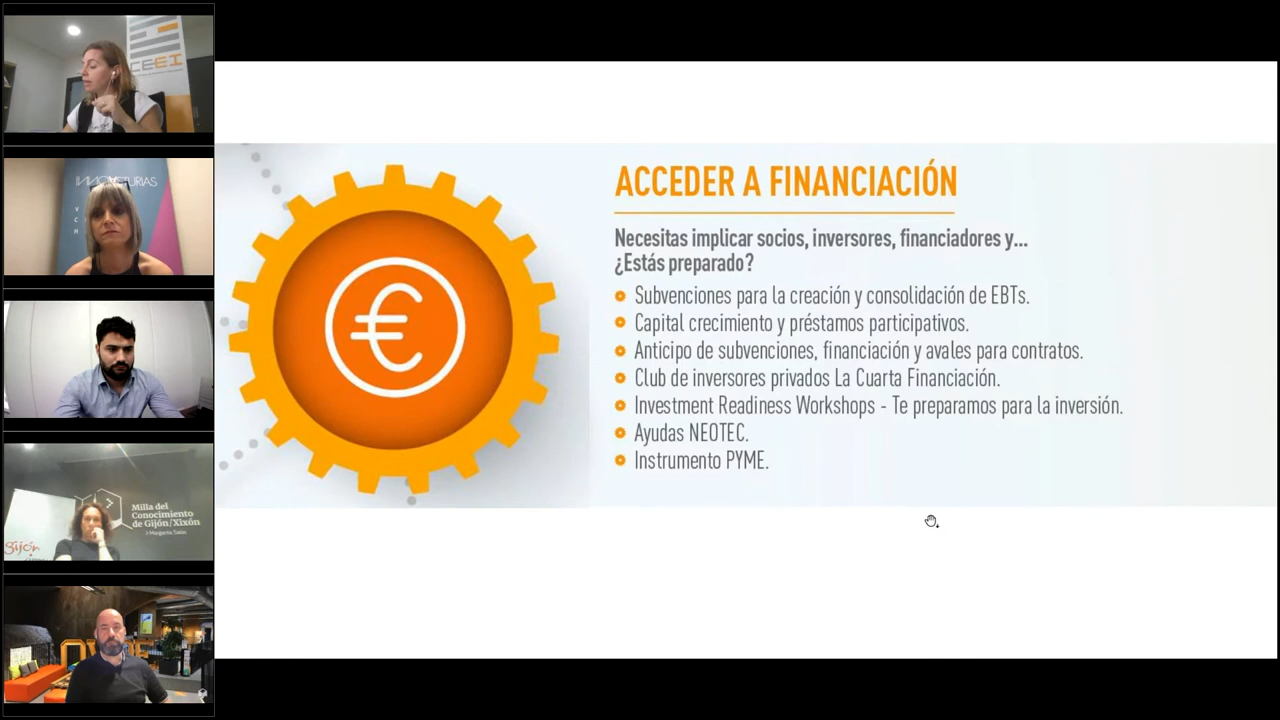 CEEI
ACCEDER A FINANCIACIÓN
Necesitas implicar socios, inversores, financiadores y...
¿Estás preparado?
Subvenciones para la creación y consolidación de EBTs.
Capital crecimiento y préstamos participativos.
Anticipo de subvenciones, financiación y avales para contratos.
Club de inversores privados La Cuarta Financiación.
Investment Readiness Workshops - Te preparamos para la inversión.
Ayudas NEOTEC.
Instrumento PYME.
Milla del
Conocimiento
de Gijón/Xixón
> Margarita Salas
gijón